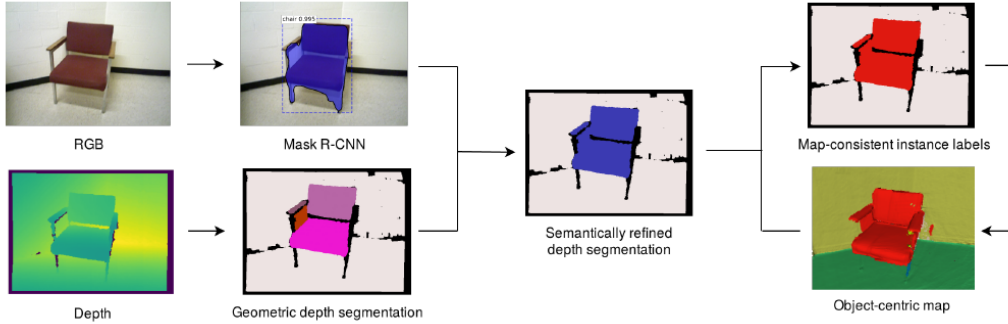 chair 0.995
RGB
Mask R-CNN
Map-consistent instance labels
Semantically refined
depth segmentation
Depth
Geometric depth segmentation
Object-centric map